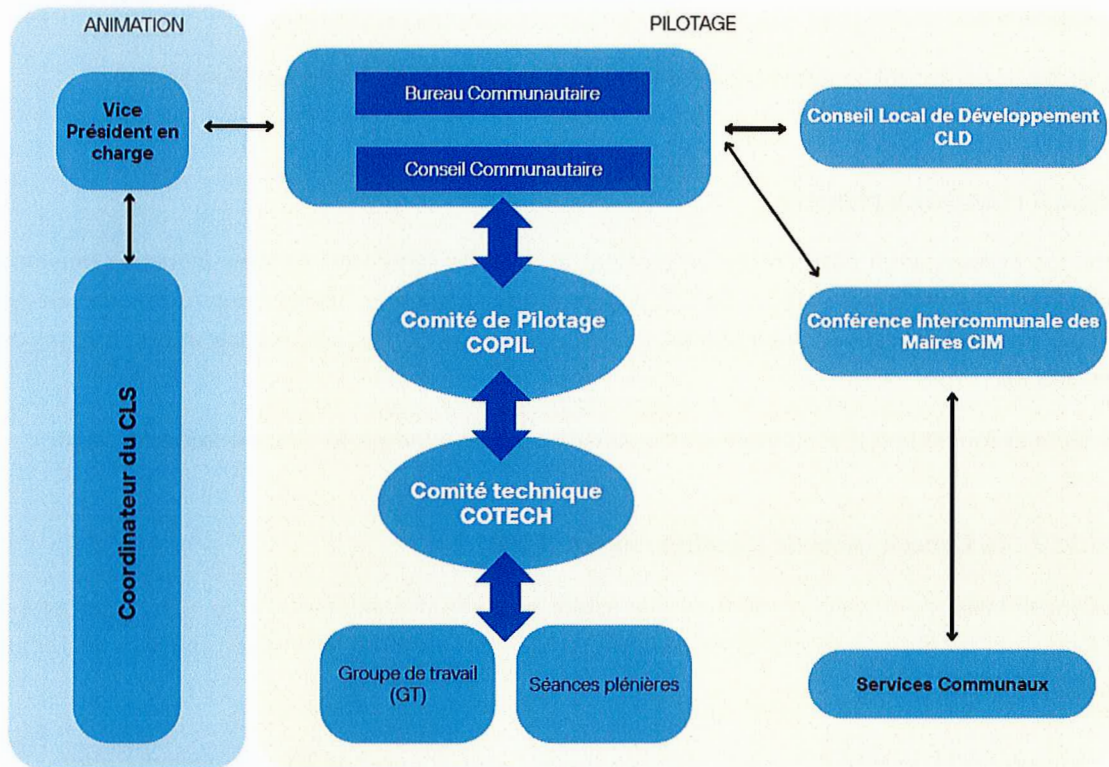 ANIMATION
PILOTAGE
Vice
Président en
charge
Coordinateur du CLS
Bureau Communautaire
Conseil Communautaire
Comité de Pilotage
COPIL
Comité technique
COTECH
Groupe de travail
(GT)
Séances plénières
Conseil Local de Développement
CLD
Conférence Intercommunale des
Maires CIM
Services Communaux